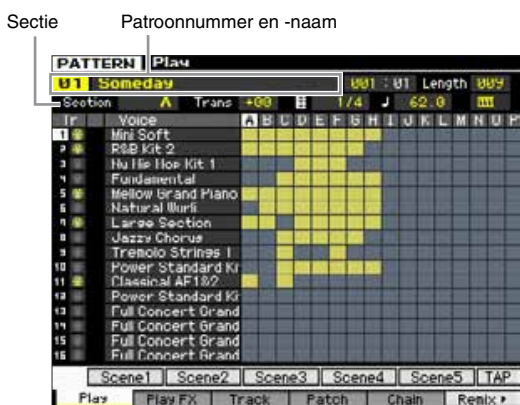 Sectie Patroonnummer en -naam
PATTERN Play
01 Someday 001 : 01 Length 009
Section A Trans +00 1/4 62.0
Tr Voice A B C D E F G H I J K L M N O P
1 Mini Soft
2 R&B Kit 2
3 Nu Hip Hop Kit 1
4 Fundamental
5 Mellow Grand Piano
6 Natural Wurli
7 Large Section
8 Jazzy Chorus
9 Tremolo Strings 1
10 Power Standard Ki
11 Classical AF1&2
12 Power Standard Ki
13 Full Concert Grand
14 Full Concert Grand
15 Full Concert Grand
16 Full Concert Grand
Scene1 Scene2 Scene3 Scene4 Scene5 TAP
Play Play FX Track Patch Chain Remix